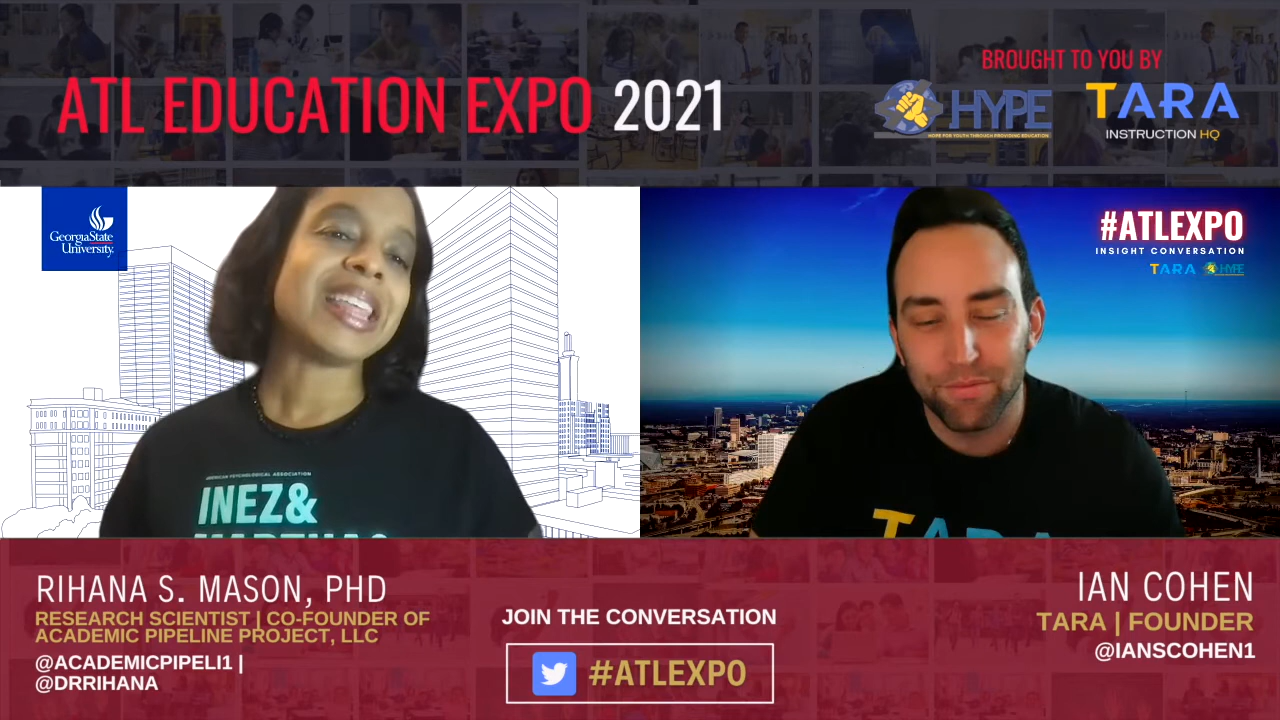 ATL EDUCATION EXPO 2021
BROUGHT TO YOU BY
HYPE
HOPE FOR YOUTH THROUGH PROVIDING EDUCATION
TARA
INSTRUCTION HQ
GeorgiaState
University.
#ATLEXPO
INSIGHT CONVERSATION
TARA HYPE
AMERICAN PSYCHOLOGICAL ASSOCIATION
INEZ&
TARA
RIHANA S. MASON, PHD
RESEARCH SCIENTIST | CO-FOUNDER OF
ACADEMIC PIPELINE PROJECT, LLC
@ACADEMICPIPELI1 |
@DRRIHANA
JOIN THE CONVERSATION
#ATLEXPO
IAN COHEN
TARA | FOUNDER
@IANSCOHEN1